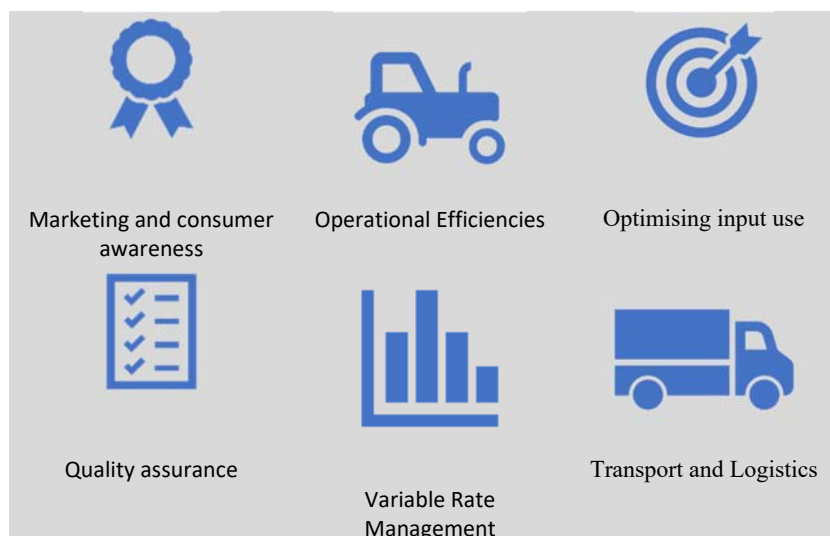 Marketing and consumer
awareness
Operational Efficiencies
Optimising input use
Quality assurance
Variable Rate
Management
Transport and Logistics